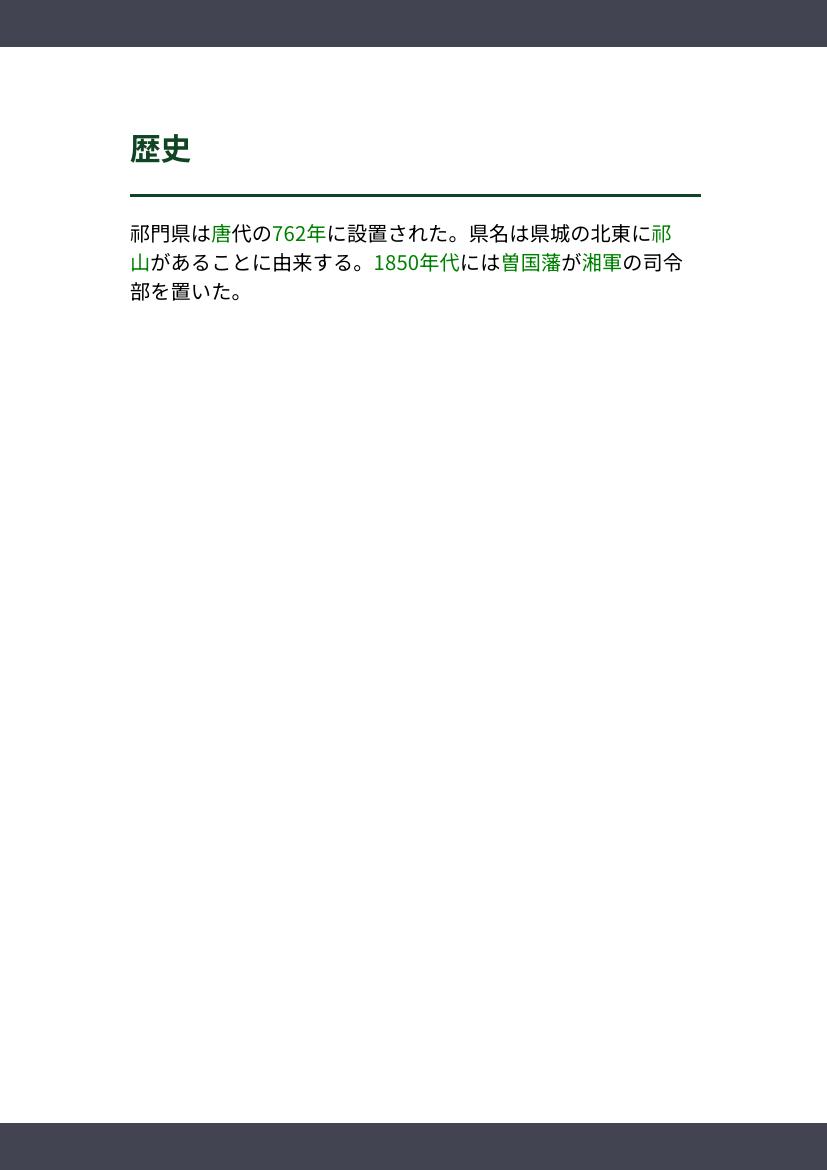 歴史
祁門県は唐代の762年に設置された。県名は県城の北東に祁
山があることに由来する。1850年代には曽国藩が湘軍の司令
部を置いた。